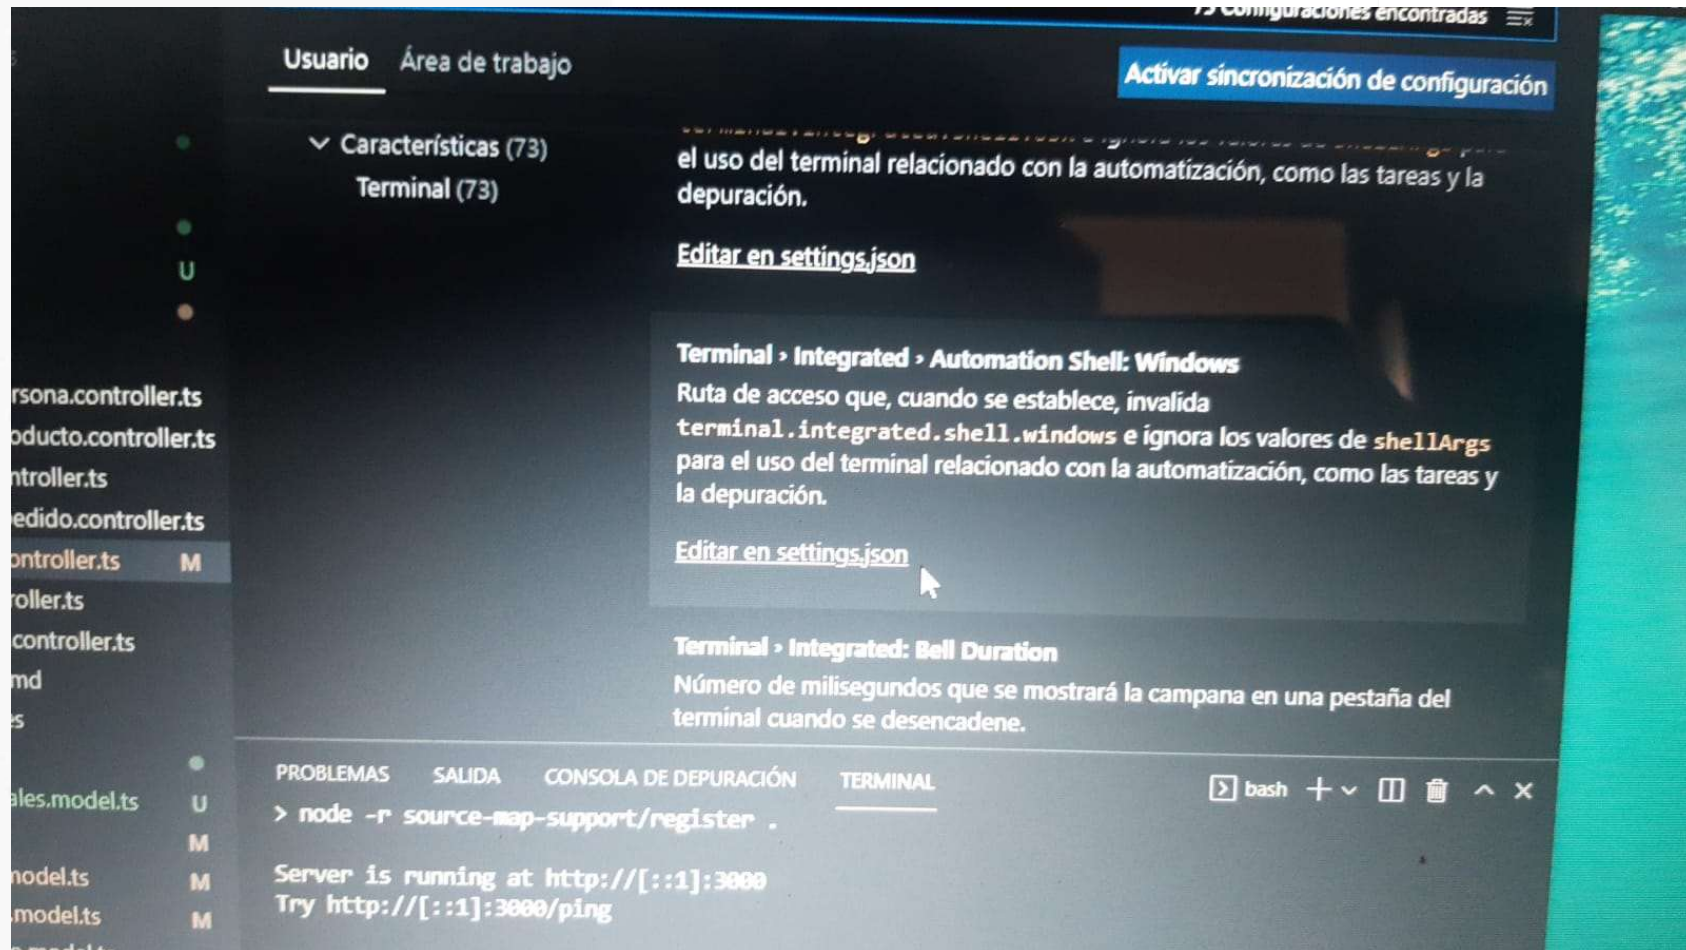 Configuraciones encontradas
Usuario Área de trabajo
Activar sincronización de configuración
Características (73)
Terminal (73)
el uso del terminal relacionado con la automatización, como las tareas y la
depuración.
Editar en settings.json
U
Terminal › Integrated › Automation Shell: Windows
Ruta de acceso que, cuando se establece, invalida
terminal.integrated.shell.windows e ignora los valores de shellArgs
para el uso del terminal relacionado con la automatización, como las tareas y
la depuración.
Editar en settings.json
Terminal › Integrated: Bell Duration
Número de milisegundos que se mostrará la campana en una pestaña del
terminal cuando se desencadene.
rsona.controller.ts
oducto.controller.ts
ntroller.ts
edido.controller.ts
ontroller.ts M
roller.ts
controller.ts
md
ales.model.ts U
M
model.ts M
.model.ts M
PROBLEMAS SALIDA CONSOLA DE DEPURACIÓN TERMINAL
bash
> node -r source-map-support/register .
Server is running at http://[::1]:3000
Try http://[::1]:3000/ping